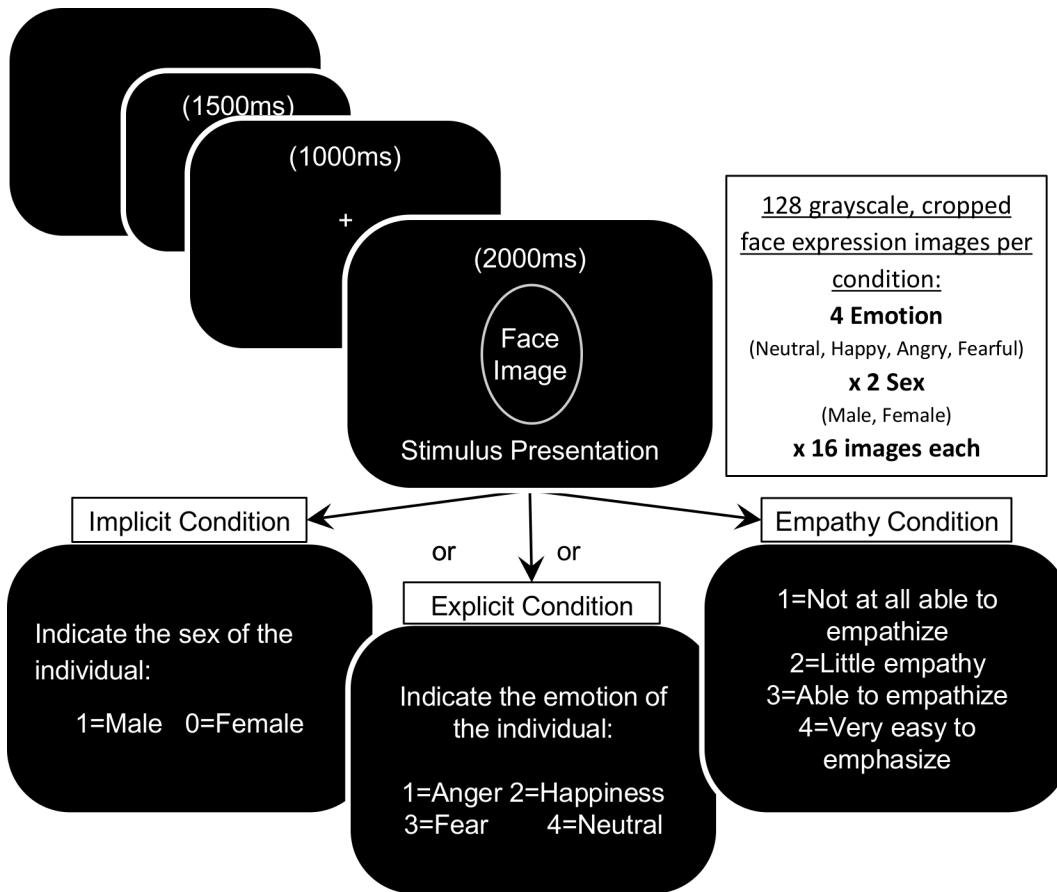 (1500ms)
(1000ms)
+
(2000ms)
Face
Image
Stimulus Presentation
128 grayscale, cropped
face expression images per
condition:
4 Emotion
(Neutral, Happy, Angry, Fearful)
x 2 Sex
(Male, Female)
x 16 images each
Implicit Condition
or
or
Explicit Condition
Empathy Condition
Indicate the sex of the
individual:
1=Male 0=Female
Indicate the emotion of
the individual:
1=Anger 2=Happiness
3=Fear 4=Neutral
1=Not at all able to
empathize
2=Little empathy
3=Able to empathize
4=Very easy to
emphasize